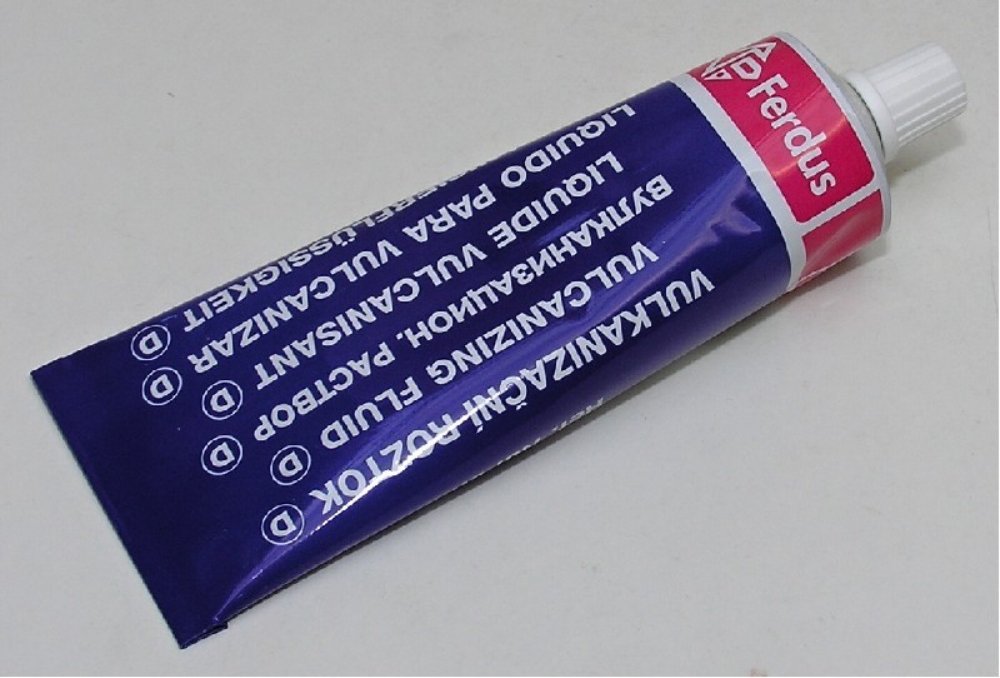 Ferdus
VULKANIZAČNÍ ROZTOK D
VULCANIZING FLUID D
ВУЛКАНИЗАЦИОН. РАСТВОР D
LIQUIDE VULCANISANT D
LIQUIDO PARA VULCANIZAR D
D